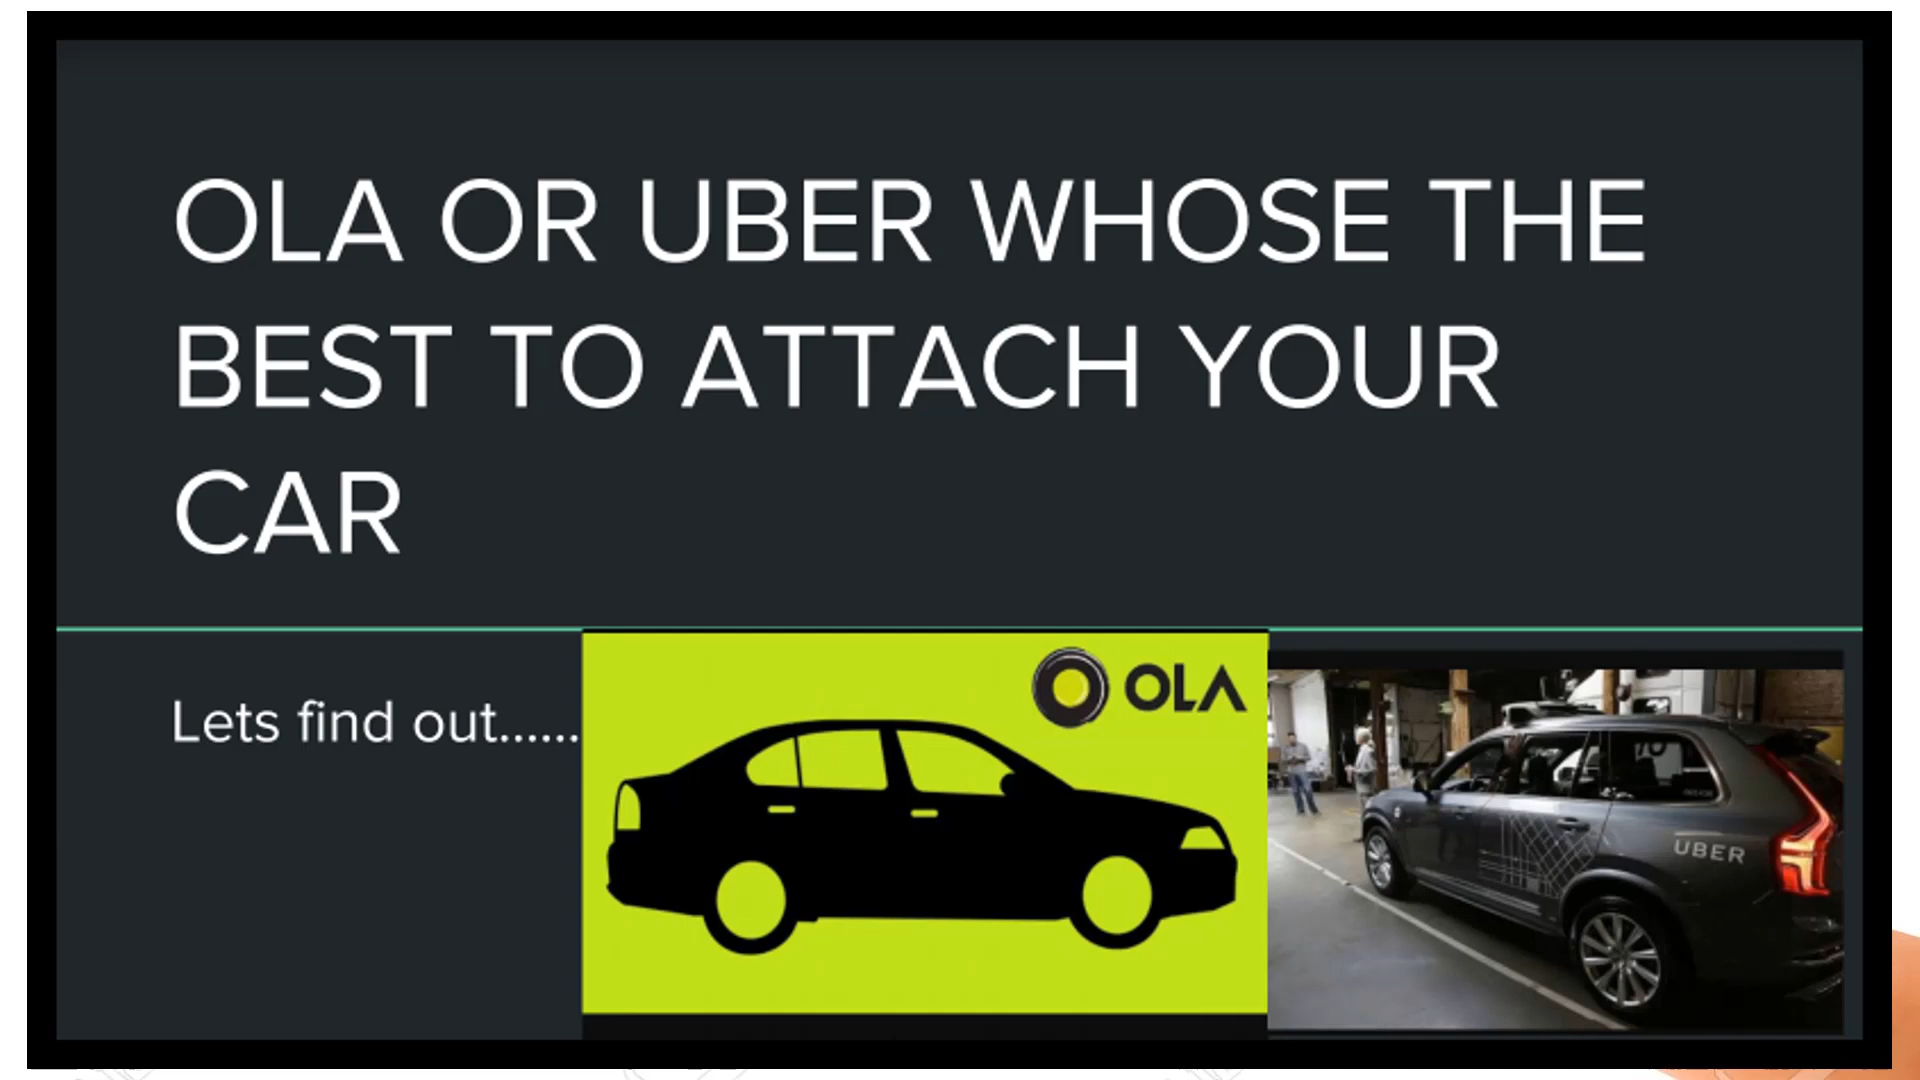 OLA OR UBER WHOSE THE
BEST TO ATTACH YOUR
CAR
Lets find out......
OLA
UBER